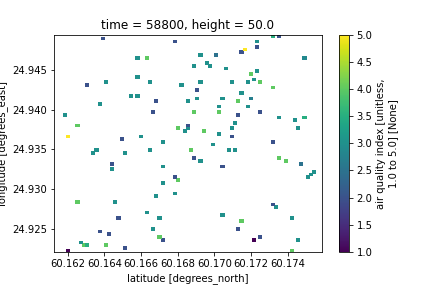 time = 58800, height = 50.0
24.945
24.940
24.935
24.930
24.925
longitude [degrees_east]
60.162 60.164 60.166 60.168 60.170 60.172 60.174
latitude [degrees_north]
5.0
4.5
4.0
3.5
3.0
2.5
2.0
1.5
1.0
air quality index [unitless,
1.0 to 5.0] [None]